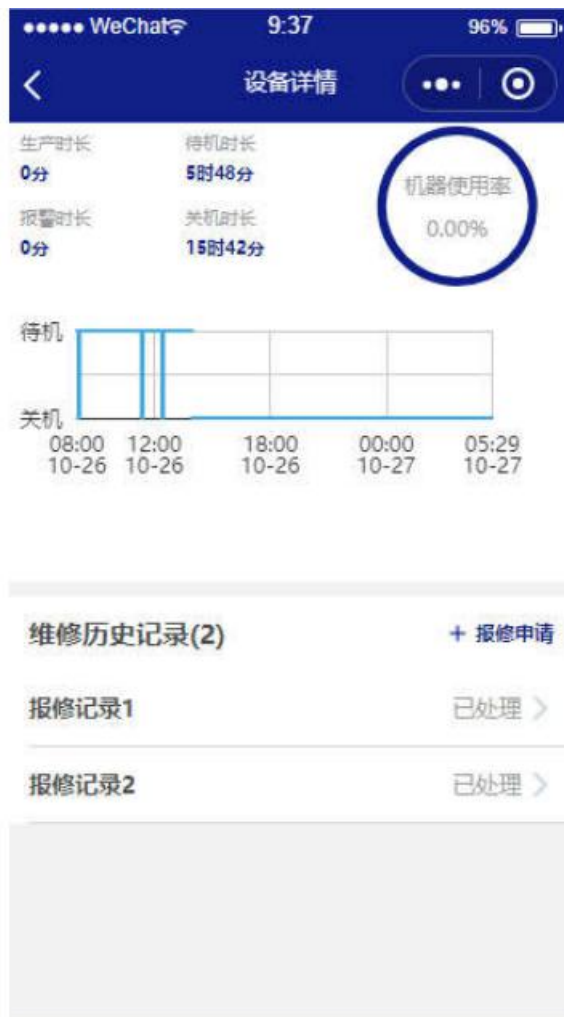 WeChat 9:37 96%
设备详情
生产时长 待机时长
0分 5时48分
机器使用率
报警时长 关机时长
0.00%
0分 15时42分
待机
关机
08:00 12:00 18:00 00:00 05:29
10-26 10-26 10-26 10-27 10-27
维修历史记录(2) + 报修申请
报修记录1 已处理
报修记录2 已处理